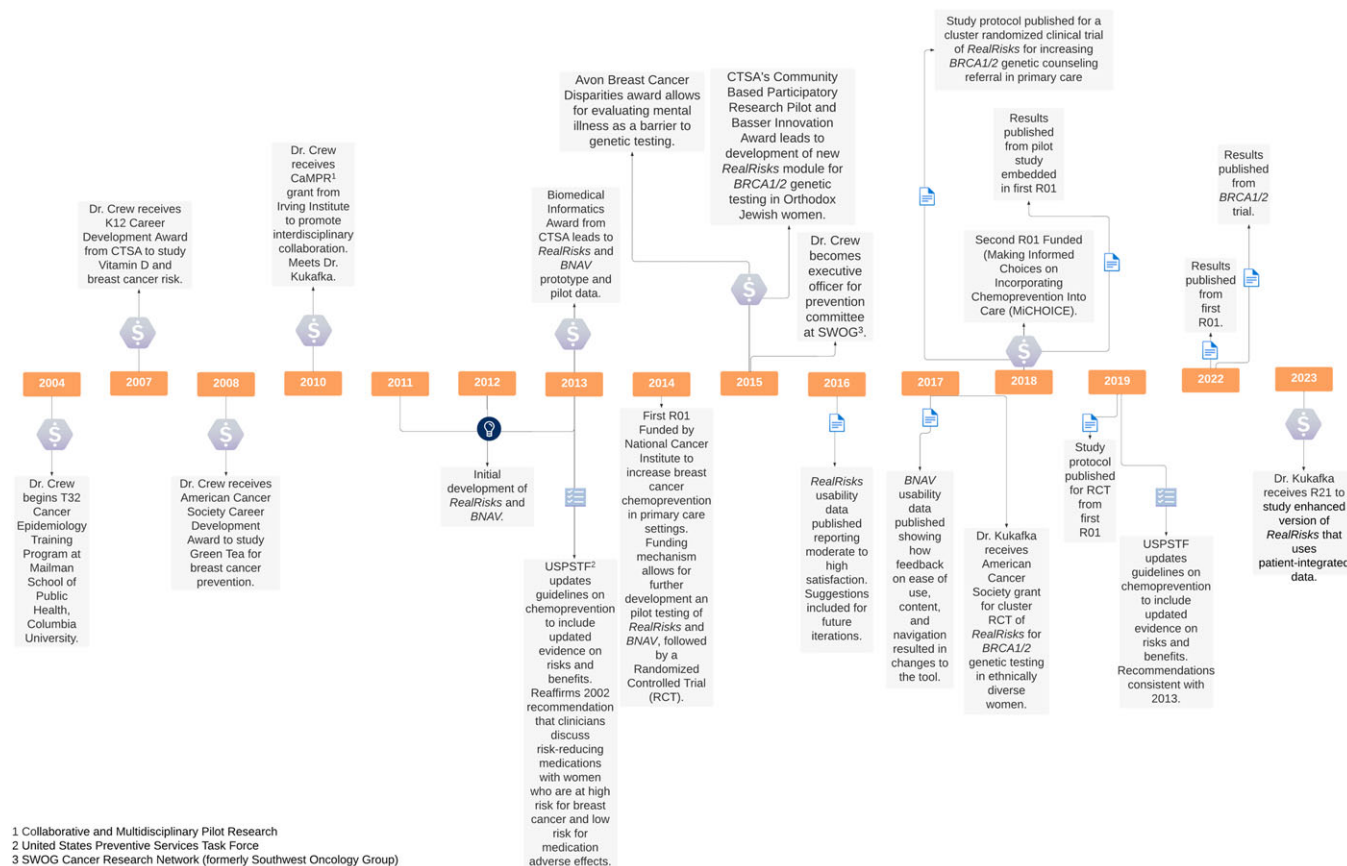 Study protocol published for a
cluster randomized clinical trial
of RealRisks for increasing
BRCA1/2 genetic counseling
referral in primary care
Avon Breast Cancer
Disparities award allows
for evaluating mental
illness as a barrier to
genetic testing.
CTSA's Community
Based Participatory
Research Pilot and
Basser Innovation
Award leads to
development of new
RealRisks module for
BRCA1/2 genetic
testing in Orthodox
Jewish women.
Results
published
from pilot
study
embedded
in first R01
Dr. Crew
receives
CaMPR1
grant from
Irving Institute
to promote
interdisciplinary
collaboration.
Meets Dr.
Kukafka.
Results
published
from
BRCA1/2
trial.
Dr. Crew receives
K12 Career
Development Award
from CTSA to study
Vitamin D and
breast cancer risk.
Biomedical
Informatics
Award from
CTSA leads to
RealRisks and
BNAV
prototype and
pilot data.
Dr. Crew
becomes
executive
officer for
prevention
committee
at SWOG3.
Second R01 Funded
(Making Informed
Choices on
Incorporating
Chemoprevention Into
Care (MiCHOICE).
Results
published
from
first
R01.
2004
2007
2008
2010
2011
2012
2013
2014
2015
2016
2017
2018
2019
2022
2023
Dr. Crew
begins T32
Cancer
Epidemiology
Training
Program at
Mailman
School of
Public
Health,
Columbia
University.
Dr. Crew receives
American Cancer
Society Career
Development
Award to study
Green Tea for
breast cancer
prevention.
Initial
development of
RealRisks and
BNAV.
USPSTF2
updates
guidelines on
chemoprevention
to include
updated
evidence on
risks and
benefits.
Reaffirms 2002
recommendation
that clinicians
discuss
risk-reducing
medications
with women
who are at high
risk for breast
cancer and low
risk for
medication
adverse effects.
First R01
Funded by
National Cancer
Institute to
increase breast
cancer
chemoprevention
in primary care
settings.
Funding
mechanism
allows for
further
development an
pilot testing of
RealRisks and
BNAV, followed
by a
Randomized
Controlled Trial
(RCT).
RealRisks
usability
data
published
reporting
moderate to
high
satisfaction.
Suggestions
included for
future
iterations.
BNAV
usability
data
published
showing
how
feedback
on ease of
use,
content,
and
navigation
resulted in
changes to
the tool.
Dr. Kukafka
receives
American
Cancer
Society grant
for cluster
RCT of
RealRisks for
BRCA1/2
genetic testing
in ethnically
diverse
women.
Study
protocol
published
for RCT
from
first
R01
USPSTF
updates
guidelines on
chemoprevention
to include
updated
evidence on
risks and
benefits.
Recommendations
consistent with
2013.
Dr. Kukafka
receives R21 to
study enhanced
version of
RealRisks that
uses
patient-integrated
data.
1 Collaborative and Multidisciplinary Pilot Research
2 United States Preventive Services Task Force
3 SWOG Cancer Research Network (formerly Southwest Oncology Group)